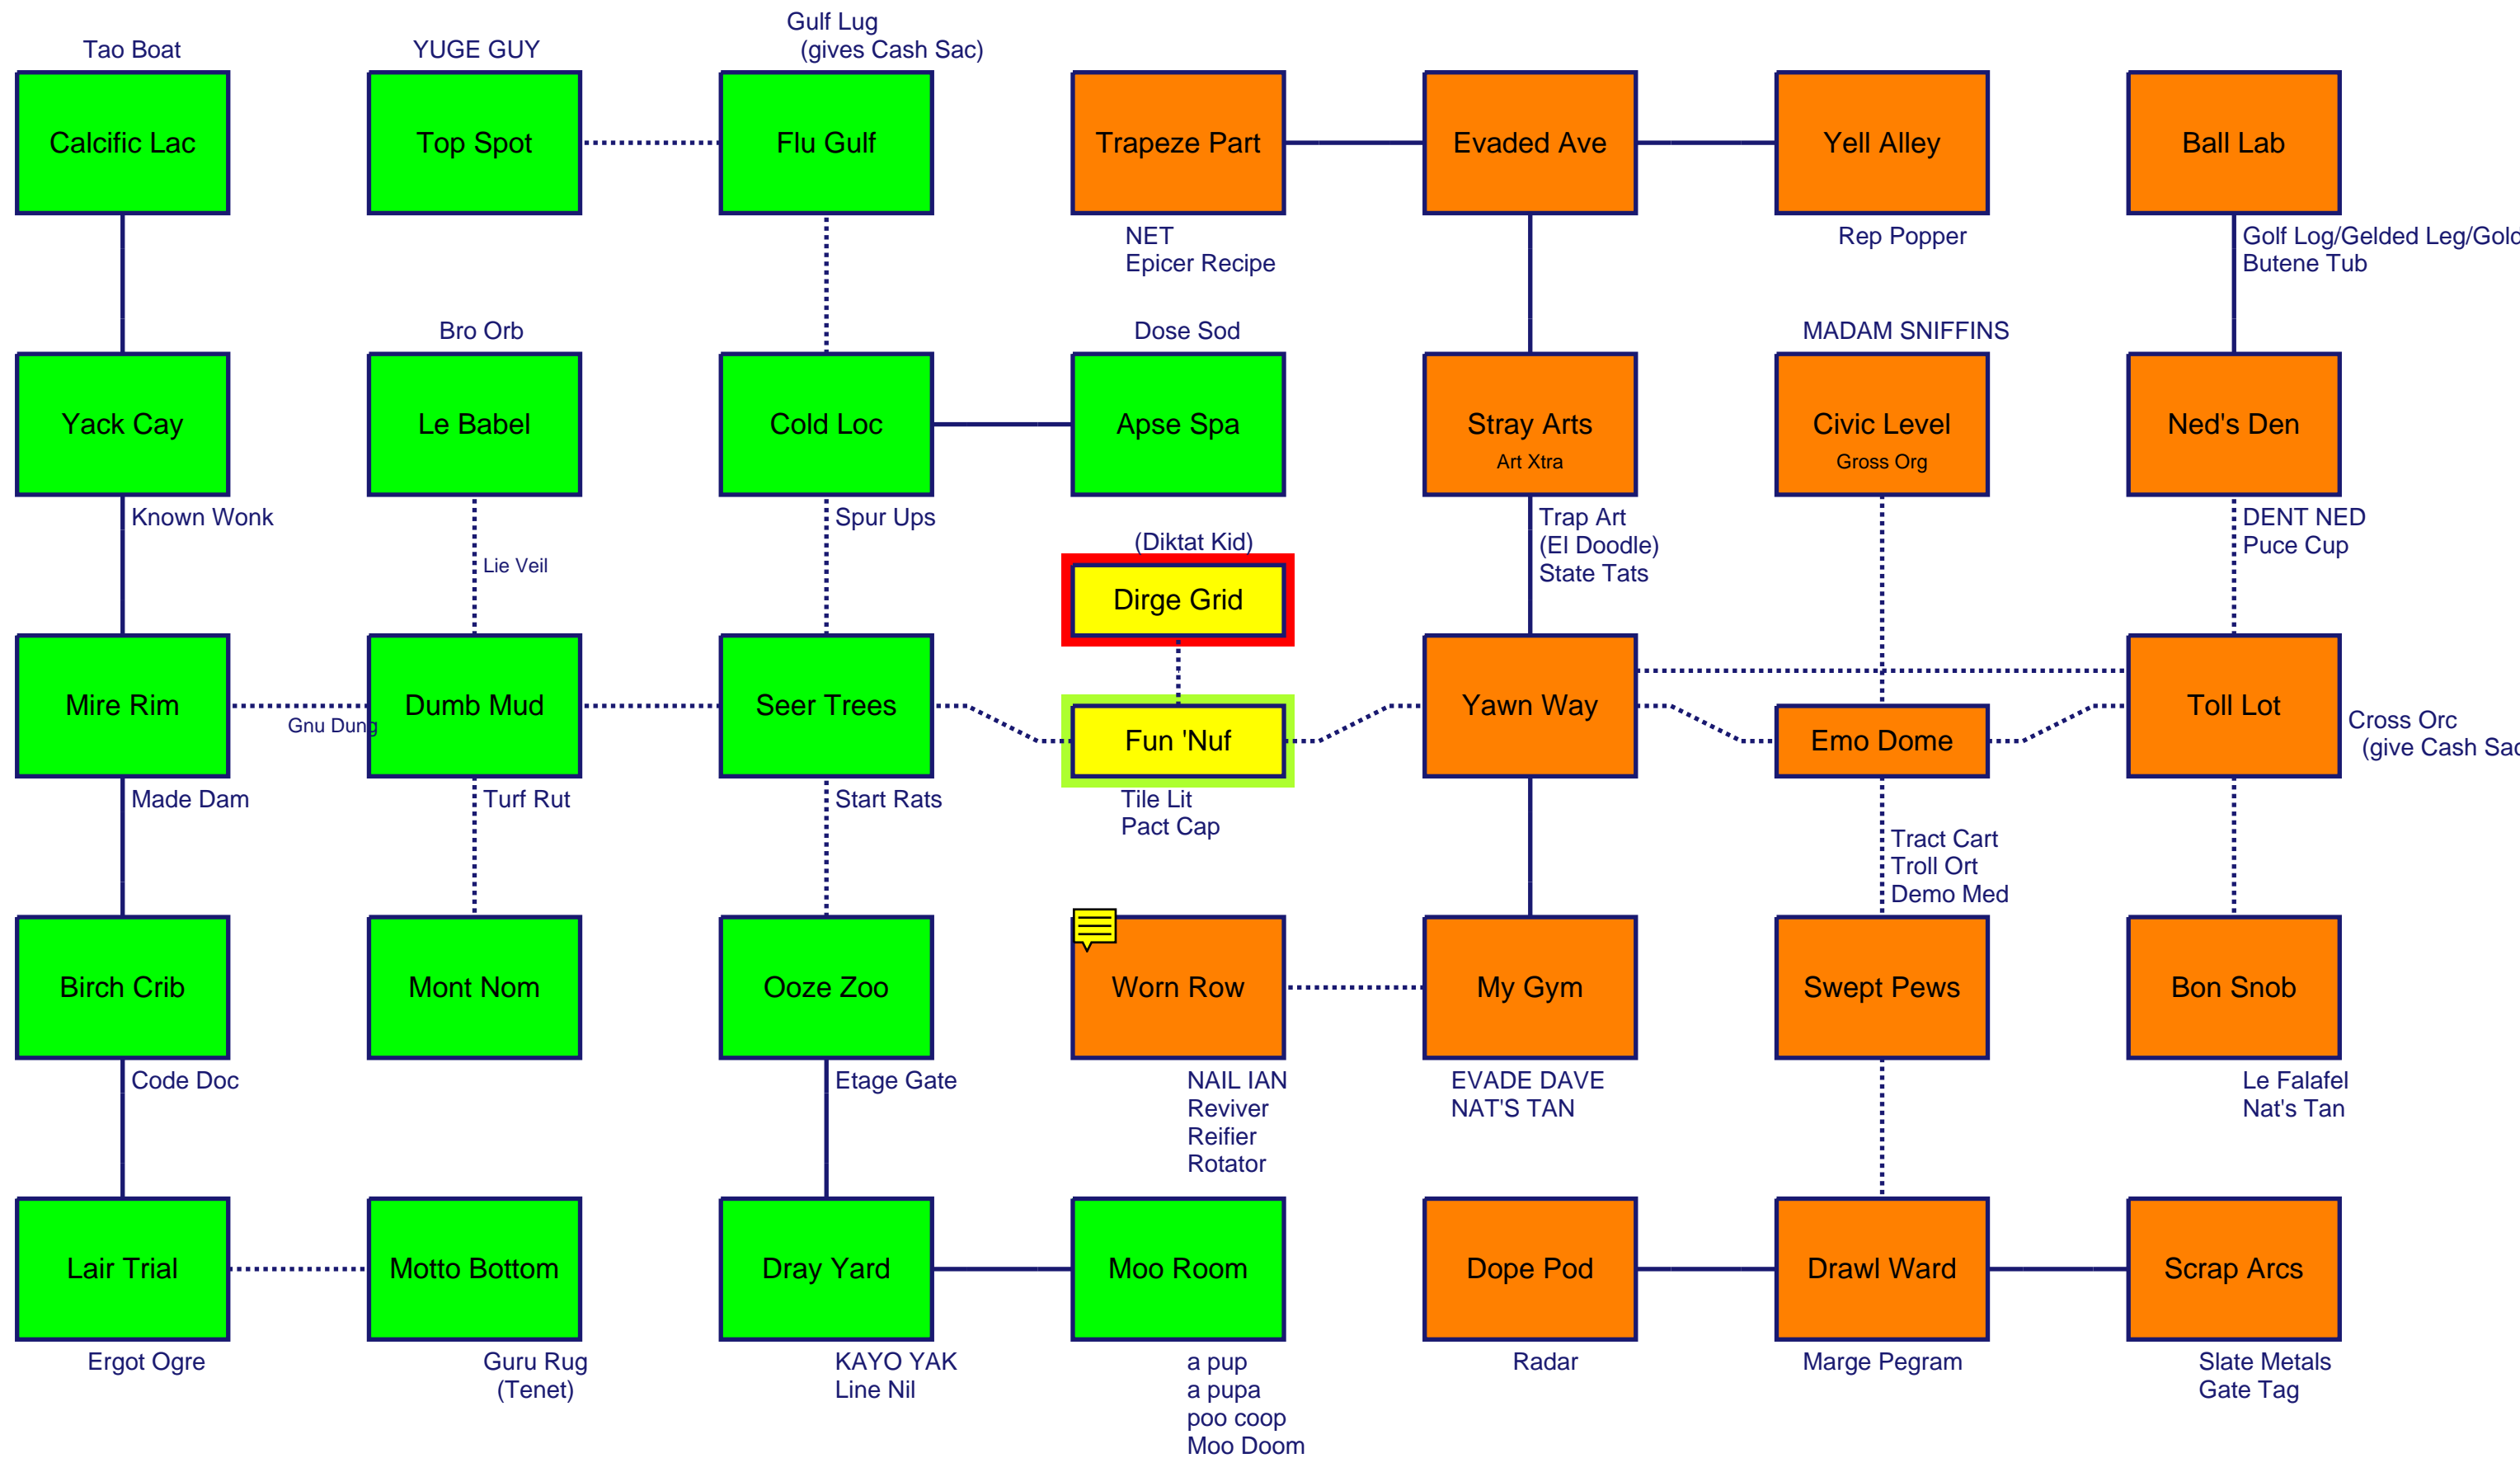 Gulf Lug
Tao Boat
YUGE GUY
(gives Cash Sac)
Calcific Lac
Top Spot
Flu Gulf
Trapeze Part
Evaded Ave
Yell Alley
Ball Lab
NET
Epicer Recipe
Rep Popper
Golf Log/Gelded Leg/Gold
Butene Tub
Bro Orb
Dose Sod
MADAM SNIFFINS
Yack Cay
Le Babel
Cold Loc
Apse Spa
Stray Arts
Art Xtra
Civic Level
Gross Org
Ned's Den
Known Wonk
Lie Veil
Spur Ups
(Diktat Kid)
Trap Art
(El Doodle)
State Tats
DENT NED
Puce Cup
Dirge Grid
Mire Rim
Gnu Dung
Dumb Mud
Seer Trees
Fun 'Nuf
Yawn Way
Emo Dome
Toll Lot
Cross Orc
(give Cash Sac
Made Dam
Turf Rut
Start Rats
Tile Lit
Pact Cap
Tract Cart
Troll Ort
Demo Med
Birch Crib
Mont Nom
Ooze Zoo
Worn Row
My Gym
Swept Pews
Bon Snob
Code Doc
Etage Gate
NAIL IAN
Reviver
Reifier
Rotator
EVADE DAVE
NAT'S TAN
Le Falafel
Nat's Tan
Lair Trial
Motto Bottom
Dray Yard
Moo Room
Dope Pod
Drawl Ward
Scrap Arcs
Ergot Ogre
Guru Rug
(Tenet)
KAYO YAK
Line Nil
a pup
a pupa
poo coop
Moo Doom
Radar
Marge Pegram
Slate Metals
Gate Tag